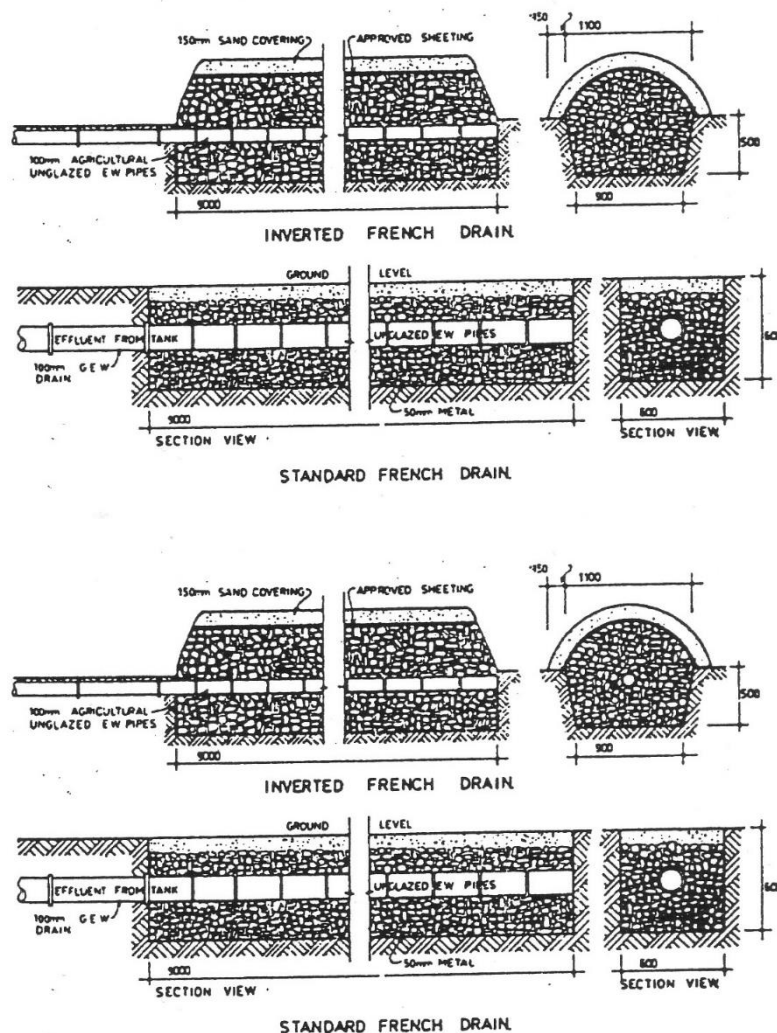 150mm SAND COVERING
APPROVED SHEETING
1100
100mm AGRICULTURAL
UNGLAZED EW PIPES
500
9000
900
INVERTED FRENCH DRAIN.
GROUND LEVEL
EFFLUENT FROM TANK
UNGLAZED EW PIPES
100mm G E W
DRAIN
50mm METAL
9000
600
SECTION VIEW
SECTION VIEW
STANDARD FRENCH DRAIN.
150mm SAND COVERING
APPROVED SHEETING
1100
100mm AGRICULTURAL
UNGLAZED EW PIPES
500
9000
900
INVERTED FRENCH DRAIN.
GROUND LEVEL
EFFLUENT FROM TANK
UNGLAZED EW PIPES
100mm G E W
DRAIN
50mm METAL
9000
600
SECTION VIEW
SECTION VIEW
STANDARD FRENCH DRAIN.